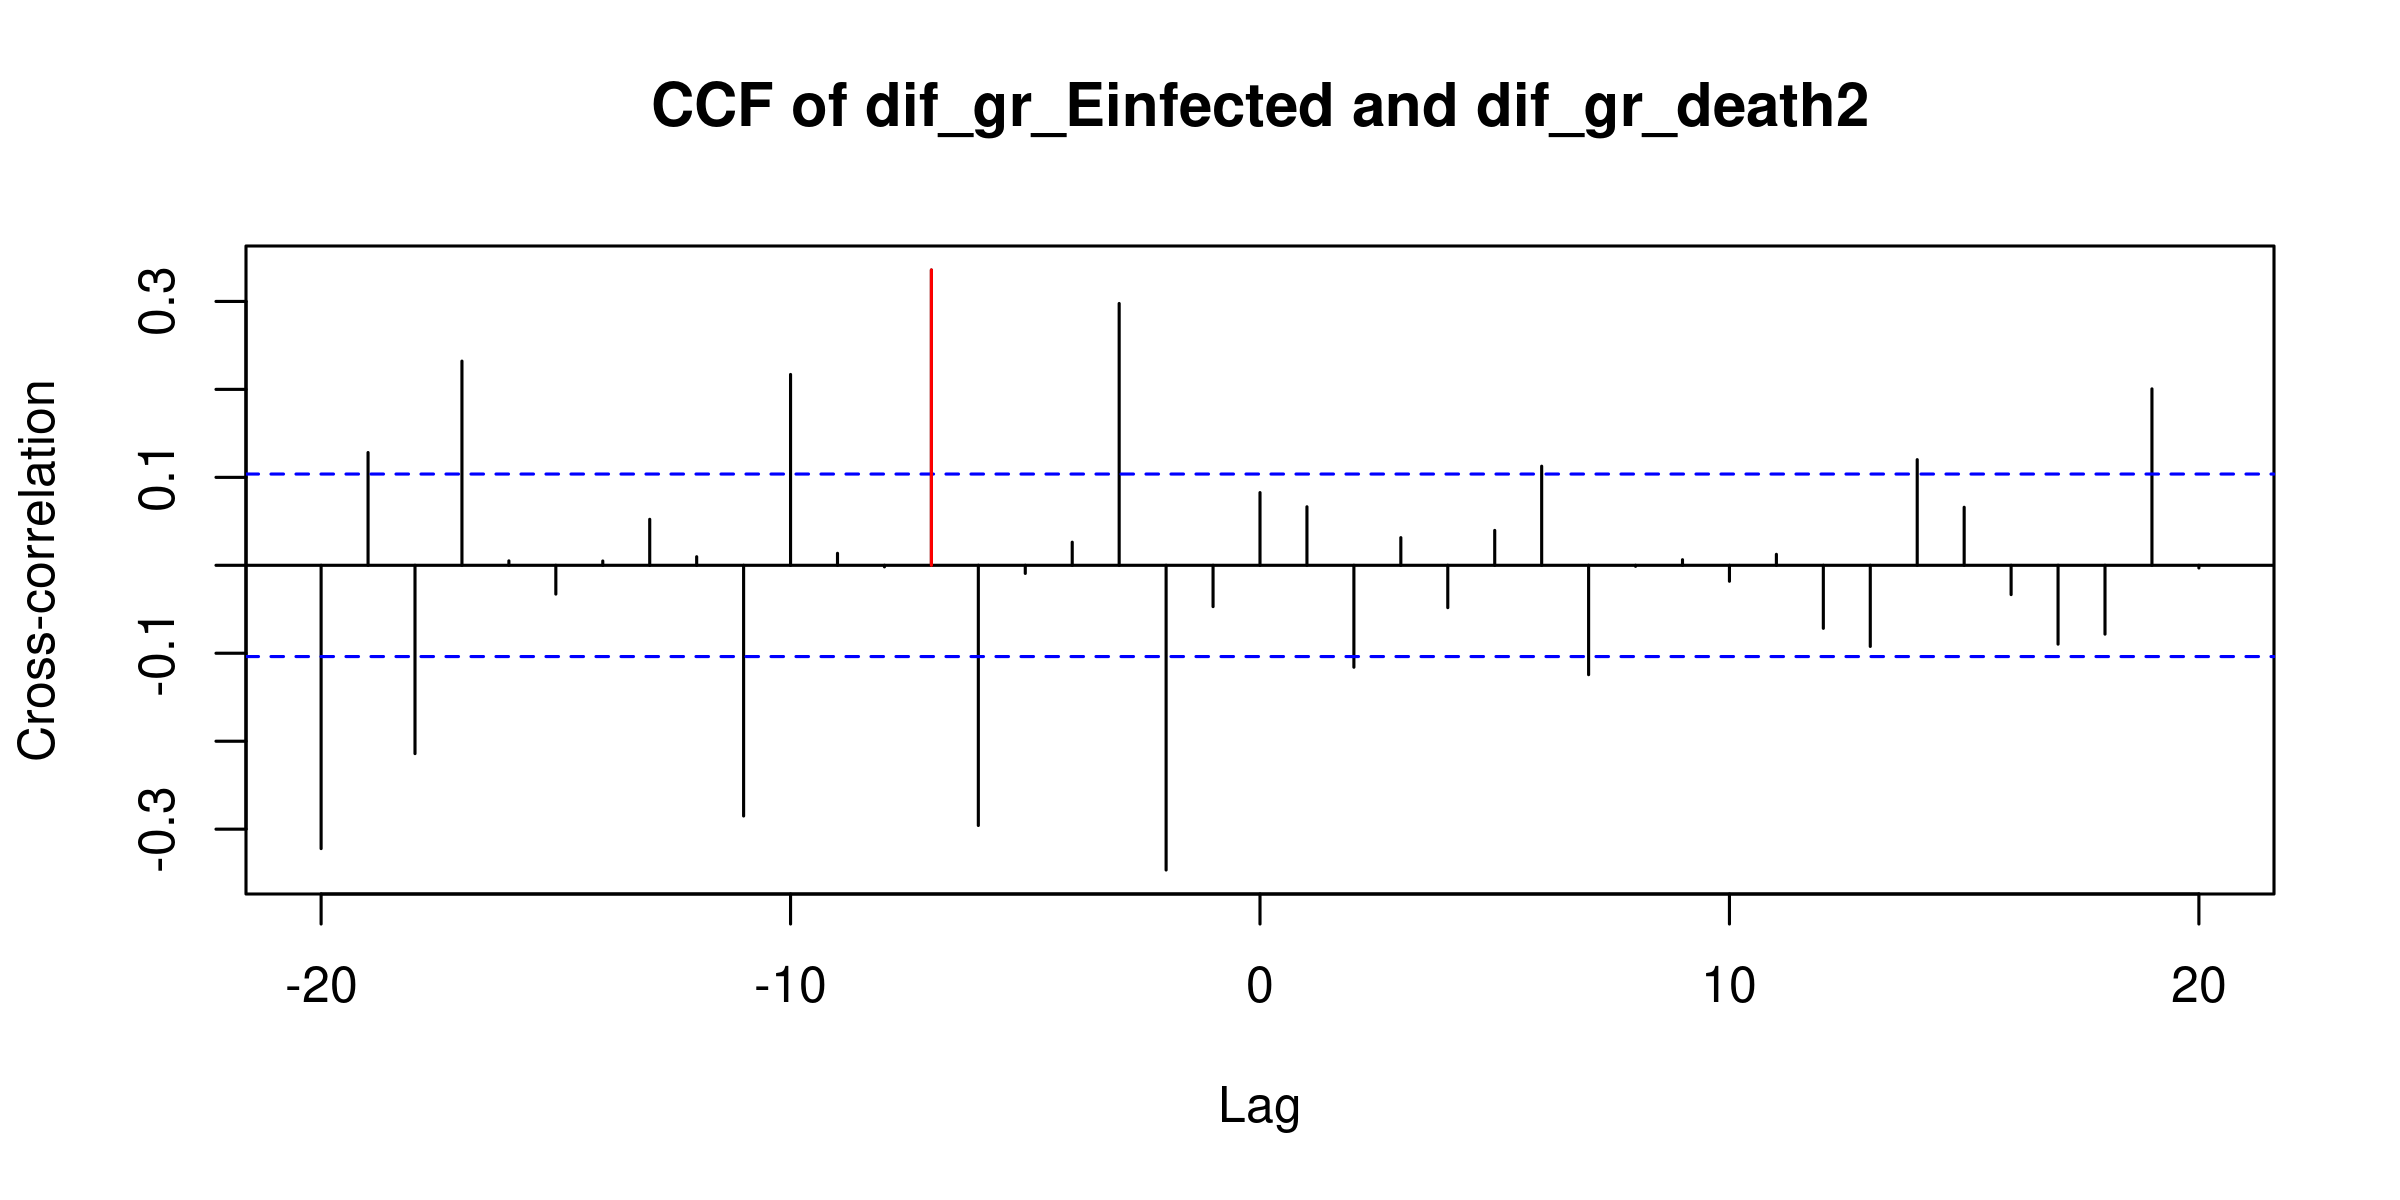 CCF of dif_gr_Einfected and dif_gr_death2
Cross-correlation
0.3
0.1
-0.1
-0.3
-20 -10 0 10 20
Lag